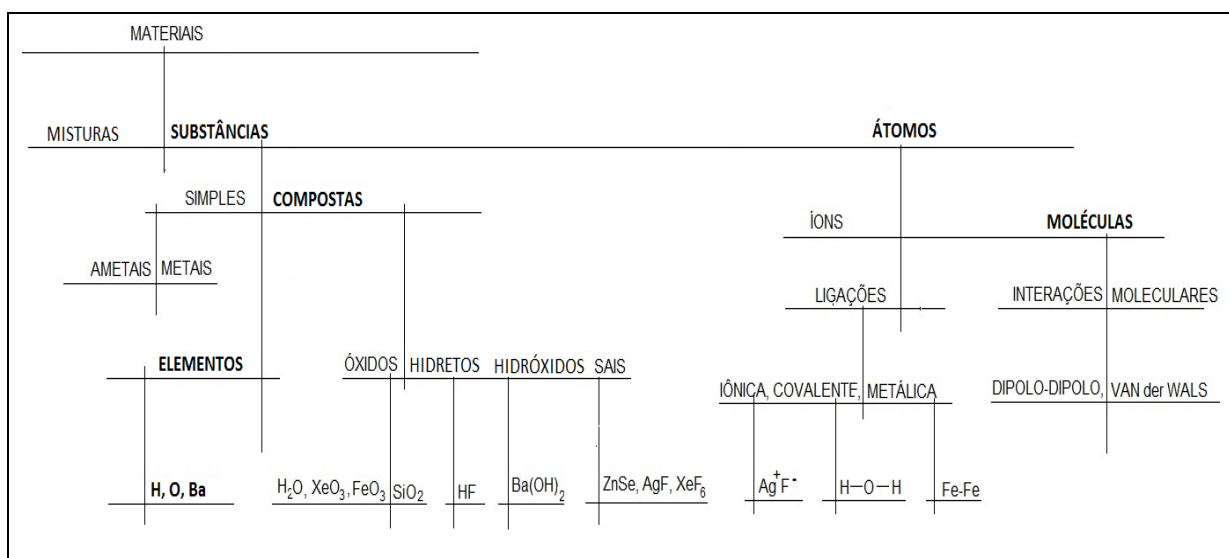 MATERIAIS
MISTURAS SUBSTÂNCIAS ÁTOMOS
SIMPLES COMPOSTAS ÍONS MOLÉCULAS
AMETAIS METAIS LIGAÇÕES INTERAÇÕES MOLECULARES
ELEMENTOS ÓXIDOS HIDRETOS HIDRÓXIDOS SAIS IÔNICA, COVALENTE, METÁLICA DIPOLO-DIPOLO, VAN der WALS
H, O, Ba H₂O, XeO₃, FeO₃ SiO₂ HF Ba(OH)₂ ZnSe, AgF, XeF₆ Ag⁺F⁻ H—O—H Fe-Fe